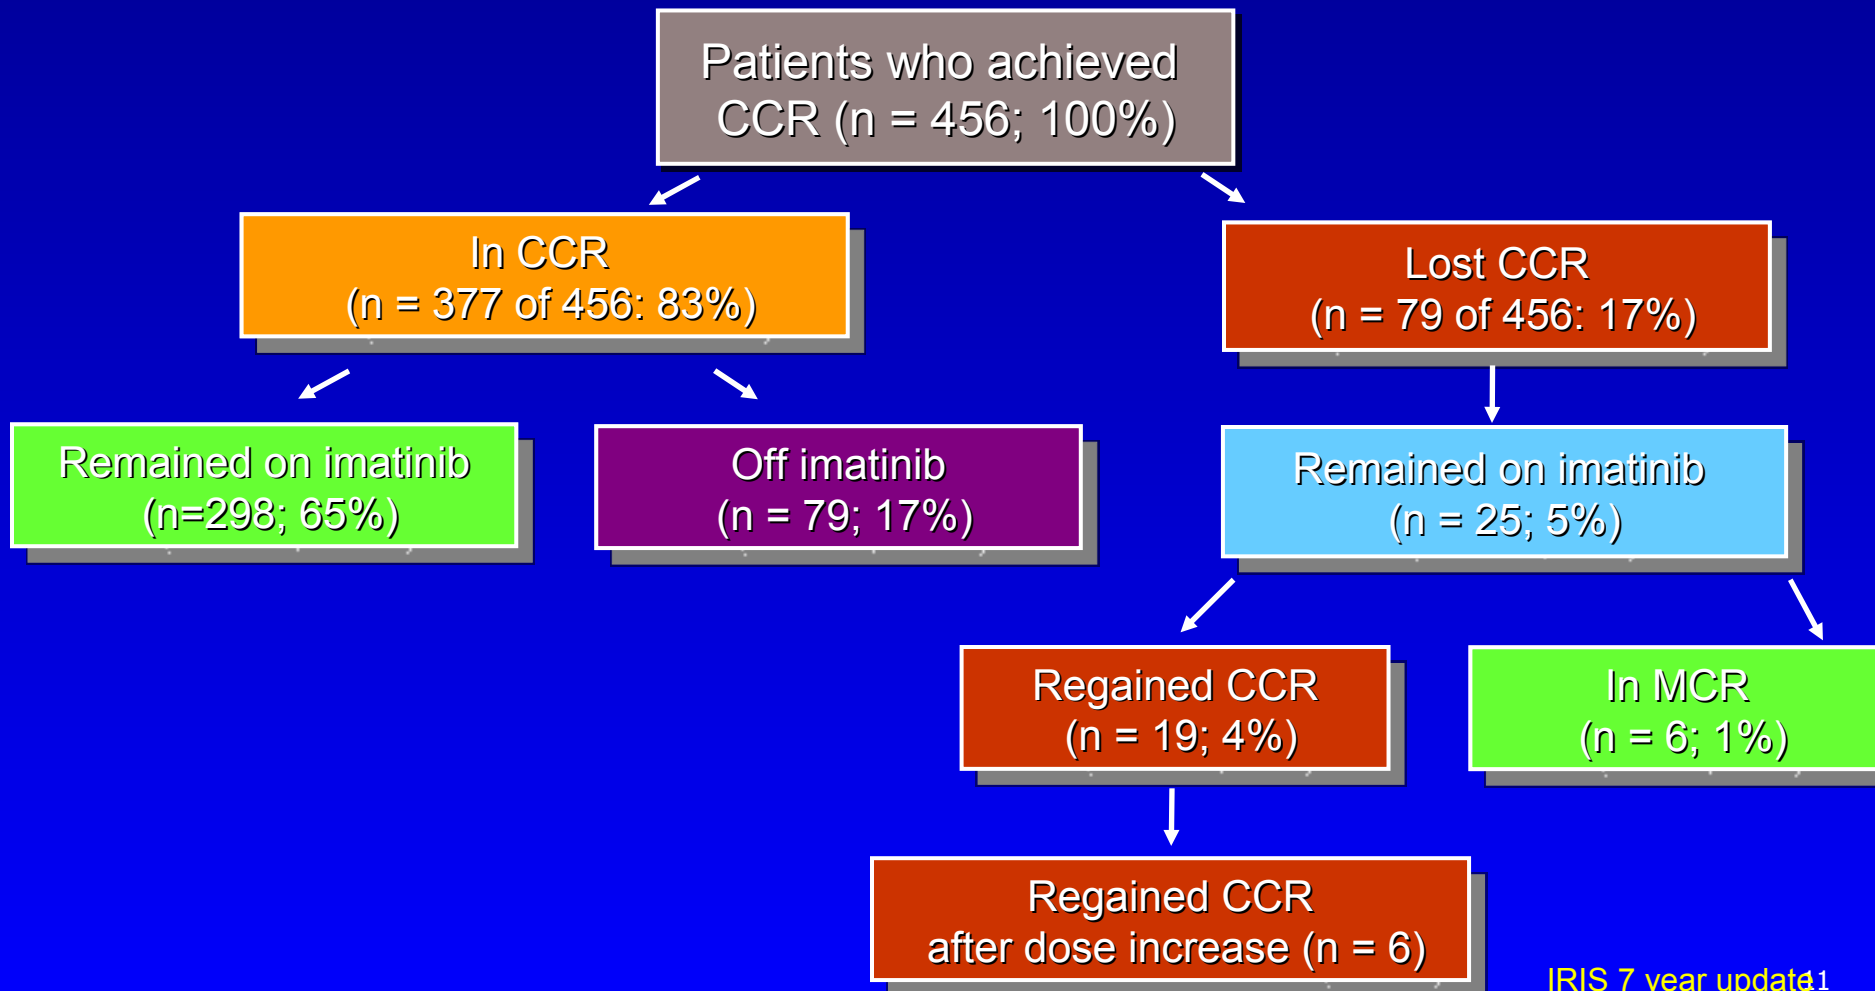 Patients who achieved
CCR (n = 456; 100%)
In CCR
(n = 377 of 456: 83%)
Lost CCR
(n = 79 of 456: 17%)
Remained on imatinib
(n=298; 65%)
Off imatinib
(n = 79; 17%)
Remained on imatinib
(n = 25; 5%)
Regained CCR
(n = 19; 4%)
In MCR
(n = 6; 1%)
Regained CCR
after dose increase (n = 6)
IRIS 7 year update
11